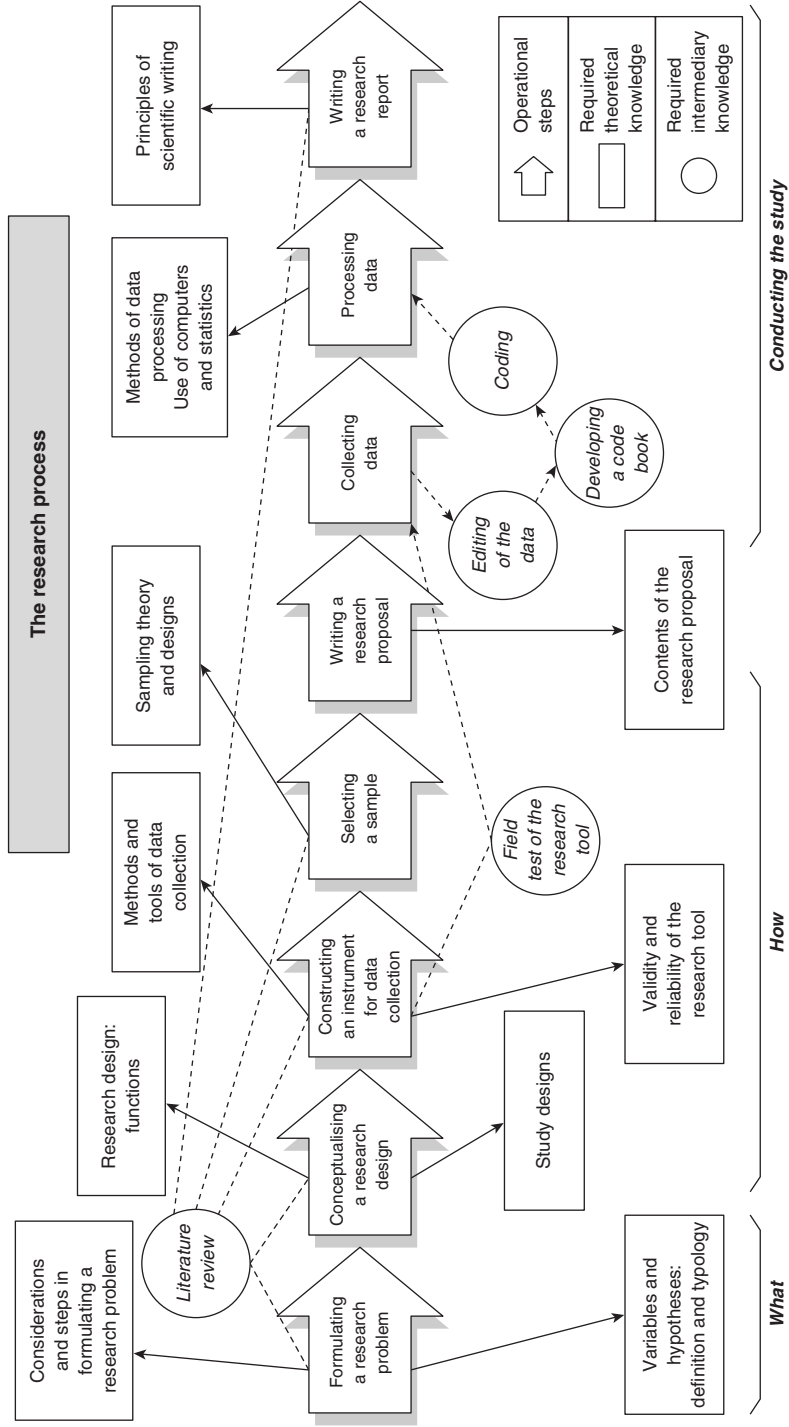 The research process
Considerations
and steps in
formulating a
research problem
Research design:
functions
Methods and
tools of data
collection
Sampling theory
and designs
Methods of data
processing
Use of computers
and statistics
Principles of
scientific writing
Literature
review
Formulating
a research
problem
Conceptualising
a research
design
Constructing
an instrument
for data
collection
Selecting
a sample
Writing a
research
proposal
Collecting
data
Processing
data
Writing
a research
report
Study designs
Field
test of the
research
tool
Editing
of the
data
Developing
a code
book
Coding
Variables and
hypotheses:
definition and typology
Validity and
reliability of the
research tool
Contents of the
research proposal
Operational
steps
Required
theoretical
knowledge
Required
intermediary
knowledge
What
How
Conducting the study